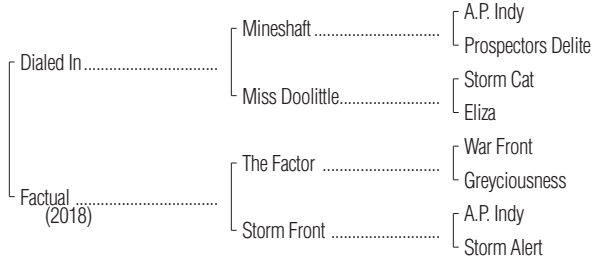 A.P. Indy
Mineshaft
Prospectors Delite
Dialed In
Storm Cat
Miss Doolittle
Eliza
War Front
The Factor
Greyciousness
Factual
(2018)
A.P. Indy
Storm Front
Storm Alert